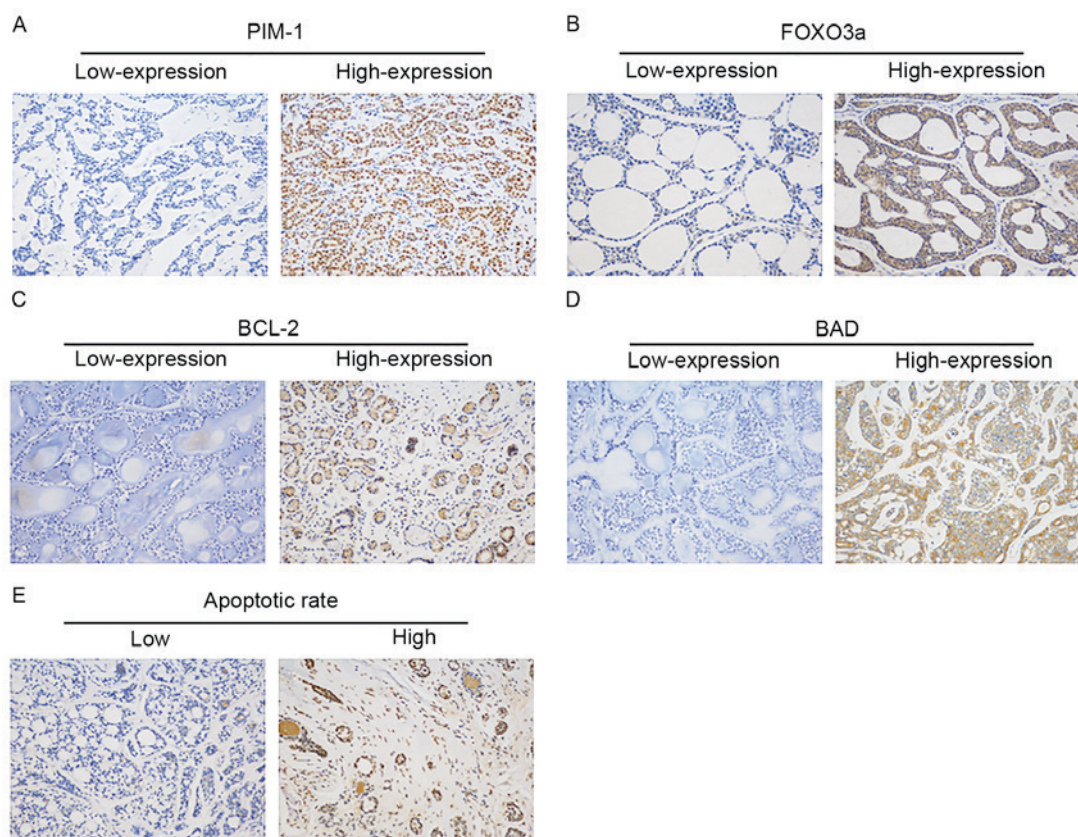 A
PIM-1
Low-expression High-expression
B
FOXO3a
Low-expression High-expression
C
BCL-2
Low-expression High-expression
D
BAD
Low-expression High-expression
E
Apoptotic rate
Low High